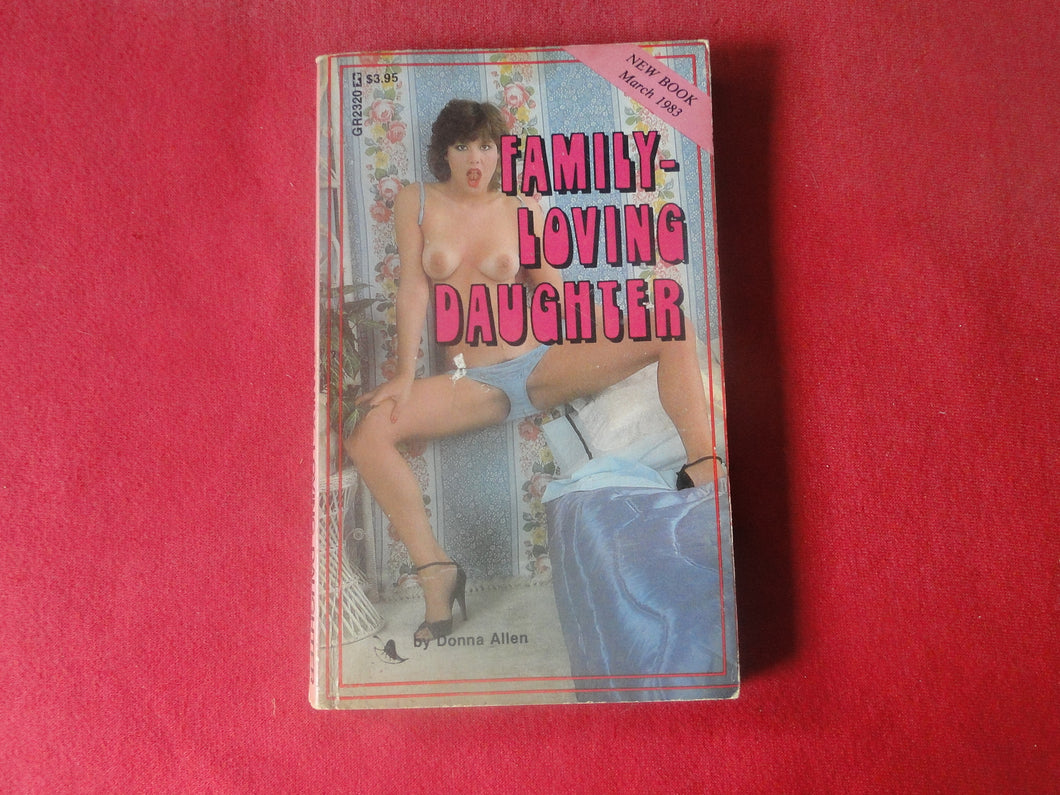 GR2320 $3.95
NEW BOOK
March 1983
FAMILY-
LOVING
DAUGHTER
by Donna Allen